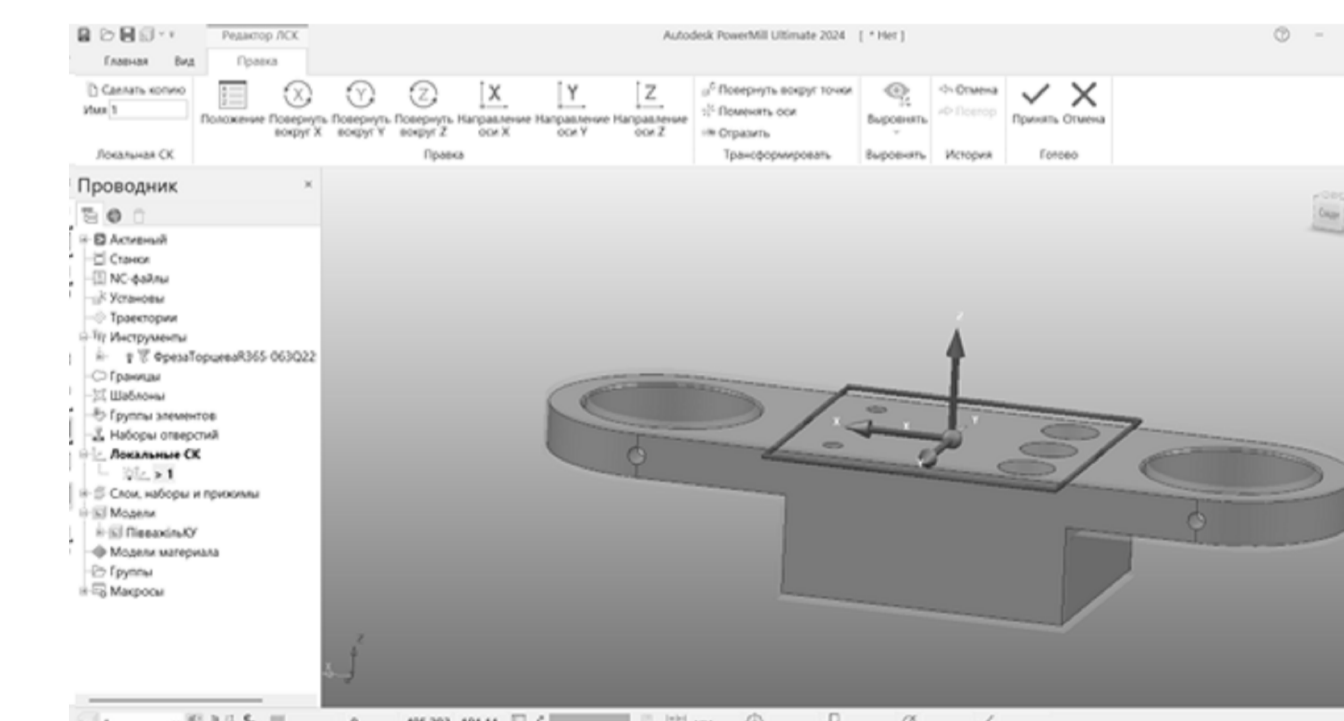 Редактор ЛСК
Autodesk PowerMill Ultimate 2024 [ * Нет ]
Главная Вид Правка
Сделать копию
Имя 1
Локальная СК
Положение Повернуть вокруг X Повернуть вокруг Y Повернуть вокруг Z Направление оси X Направление оси Y Направление оси Z
Правка
Повернуть вокруг точки
Поменять оси
Отразить
Трансформировать
Выровнять
Выровнять
Отмена
Повтор
История
Принять Отмена
Готово
Проводник
Активный
Станки
NC-файлы
Установы
Траектории
Инструменты
ФрезаТорцеваR365-063Q22
Границы
Шаблоны
Группы элементов
Наборы отверстий
Локальные СК
> 1
Слои, наборы и прижимы
Модели
ПівважільКУ
Модели материала
Группы
Макросы
Z
X
Y
Z